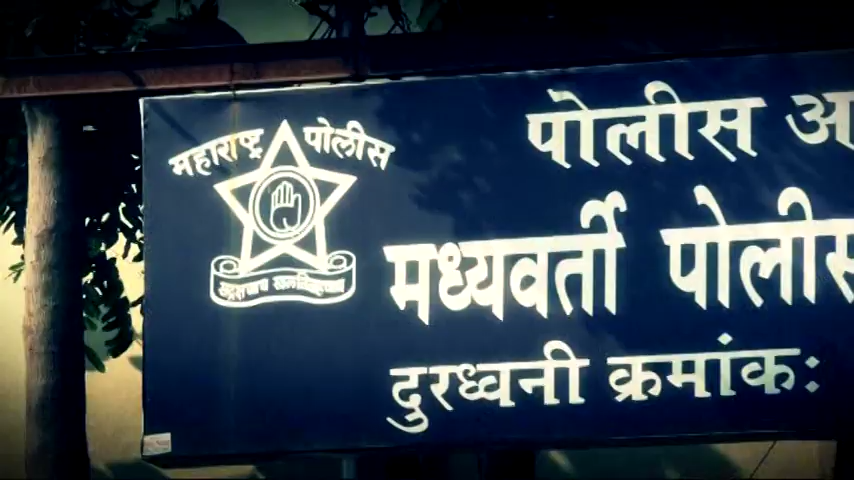 महाराष्ट्र पोलीस
पोलीस अ
मध्यवर्ती पोलीस
दुरध्वनी क्रमांक: